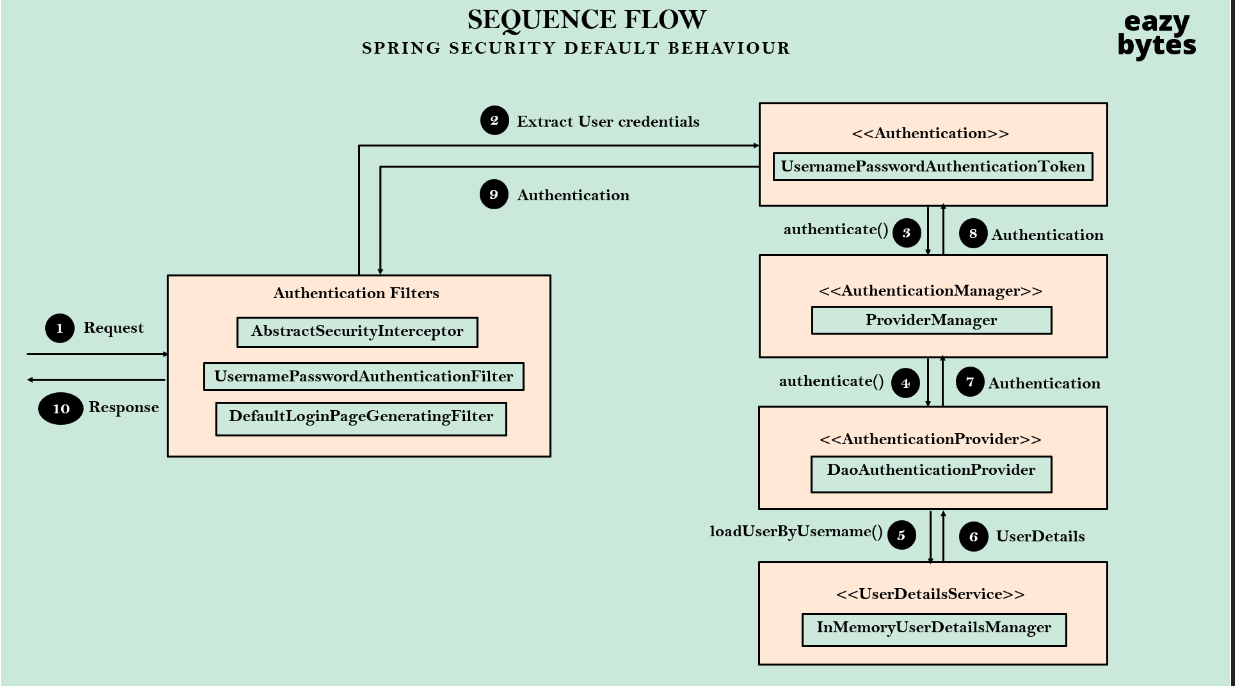 SEQUENCE FLOW
SPRING SECURITY DEFAULT BEHAVIOUR
eazy
bytes
2 Extract User credentials
9 Authentication
<<Authentication>>
UsernamePasswordAuthenticationToken
authenticate() 3
8 Authentication
<<AuthenticationManager>>
ProviderManager
authenticate() 4
7 Authentication
<<AuthenticationProvider>>
DaoAuthenticationProvider
loadUserByUsername() 5
6 UserDetails
<<UserDetailsService>>
InMemoryUserDetailsManager
1 Request
10 Response
Authentication Filters
AbstractSecurityInterceptor
UsernamePasswordAuthenticationFilter
DefaultLoginPageGeneratingFilter